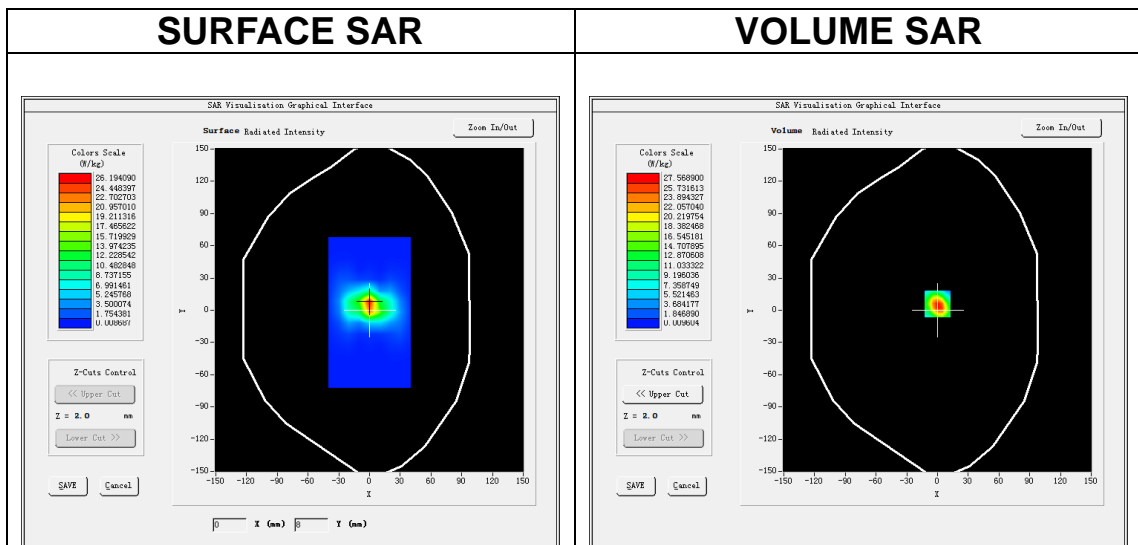 SURFACE SAR
VOLUME SAR
SAR Visualisation Graphical Interface
Surface Radiated Intensity
Zoom In/Out
Colors Scale
(W/kg)
26.194090
24.448397
22.702703
20.957010
19.211316
17.465622
15.719929
13.974235
12.228542
10.482848
8.737155
6.991461
5.245768
3.500074
1.754381
0.008687
150
120
90
60
30
0
-30
-60
-90
-120
-150
Y
-150 -120 -90 -60 -30 0 30 60 90 120 150
X
Z-Cuts Control
<< Upper Cut
Z = 2.0 mm
Lower Cut >>
SAVE Cancel
0 X (mm) 8 Y (mm)
SAR Visualisation Graphical Interface
Volume Radiated Intensity
Zoom In/Out
Colors Scale
(W/kg)
27.568900
25.731613
23.894327
22.057040
20.219754
18.382468
16.545181
14.707895
12.870608
11.033322
9.196036
7.358749
5.521463
3.684177
1.846890
0.009604
150
120
90
60
30
0
-30
-60
-90
-120
-150
Y
-150 -120 -90 -60 -30 0 30 60 90 120 150
X
Z-Cuts Control
<< Upper Cut
Z = 2.0 mm
Lower Cut >>
SAVE Cancel